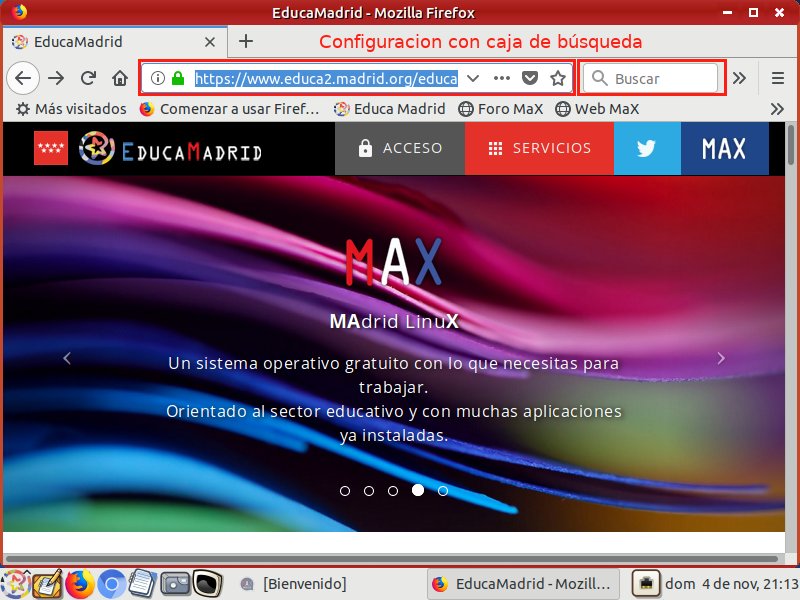 EducaMadrid - Mozilla Firefox
EducaMadrid
Configuracion con caja de búsqueda
https://www.educa2.madrid.org/educa
Buscar
Más visitados
Comenzar a usar Firef…
Educa Madrid
Foro MaX
Web MaX
EDUCAMADRID
ACCESO
SERVICIOS
MAX
MAX
MAdrid LinuX
Un sistema operativo gratuito con lo que necesitas para
trabajar.
Orientado al sector educativo y con muchas aplicaciones
ya instaladas.
[Bienvenido]
EducaMadrid - Mozill…
dom 4 de nov, 21:13